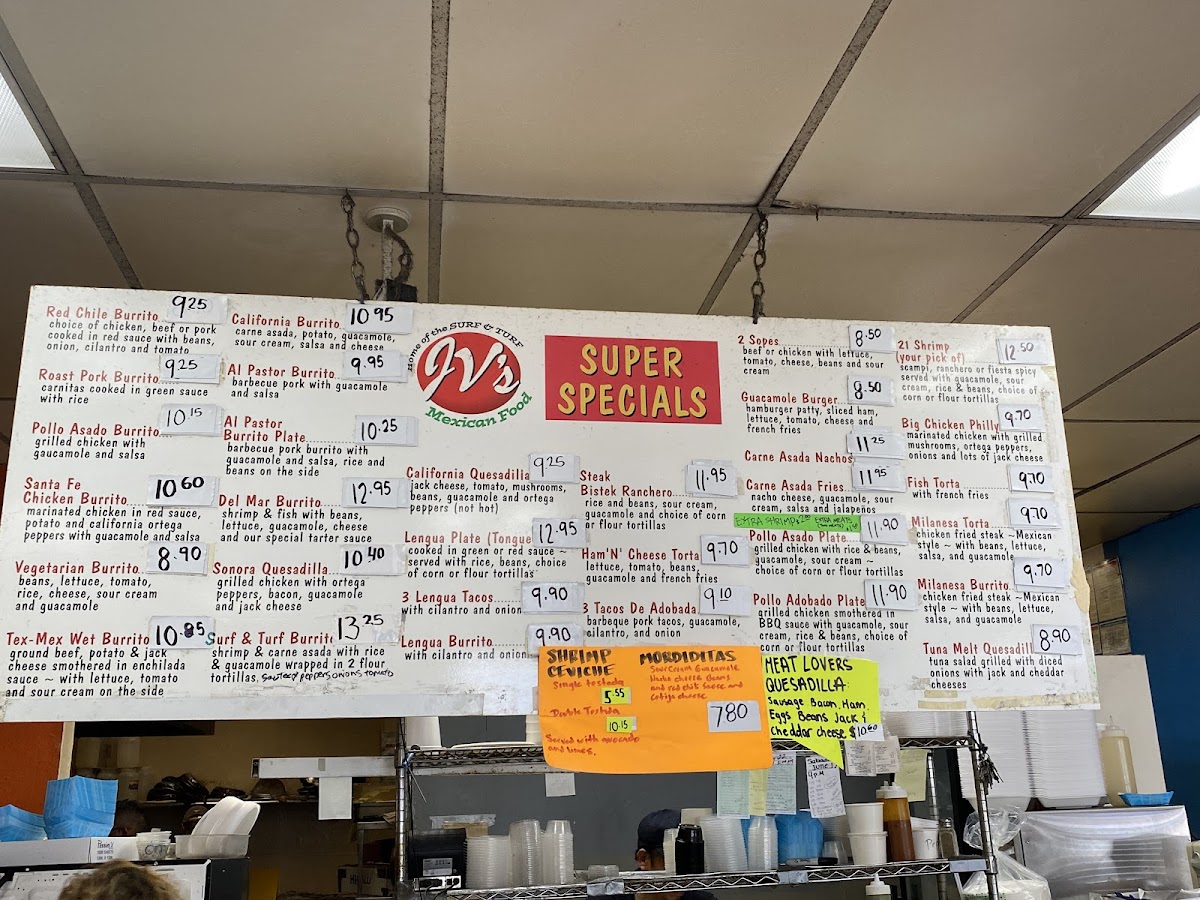 Red Chile Burrito 9.25
choice of chicken, beef or pork
cooked in red sauce with beans,
onion, cilantro and tomato
Roast Pork Burrito 9.25
carnitas cooked in green sauce
with rice
Pollo Asado Burrito 10.15
grilled chicken with
gaucamole and salsa
Santa Fe
Chicken Burrito 10.60
marinated chicken in red sauce,
potato and california ortega
peppers with guacamole and salsa
Vegetarian Burrito 8.90
beans, lettuce, tomato,
rice, cheese, sour cream
and guacamole
Tex-Mex Wet Burrito 10.85
ground beef, potato & jack
cheese smothered in enchilada
sauce ~ with lettuce, tomato
and sour cream on the side
California Burrito 10.95
carne asada, potato, guacamole,
sour cream, salsa and cheese
Al Pastor Burrito 9.95
barbecue pork with guacamole
and salsa
Al Pastor
Burrito Plate 10.25
barbecue pork burrito with
guacamole and salsa, rice and
beans on the side
Del Mar Burrito 12.95
shrimp & fish with beans,
lettuce, guacamole, cheese
and our special tarter sauce
Sonora Quesadilla 10.40
grilled chicken with ortega
peppers, bacon, guacamole
and jack cheese
Surf & Turf Burrito 13.25
shrimp & carne asada with rice
& guacamole wrapped in 2 flour
tortillas, sauteed peppers onions tomato
Home of the SURF & TURF
JV's
Mexican Food
SUPER
SPECIALS
California Quesadilla 9.25
jack cheese, tomato, mushrooms,
beans, guacamole and ortega
peppers (not hot)
Lengua Plate (Tongue 12.95
cooked in green or red sauce ~
served with rice, beans, choice
of corn or flour tortillas
3 Lengua Tacos 9.90
with cilantro and onion
Lengua Burrito 9.90
with cilantro and onion
Steak
Bistek Ranchero 11.95
rice and beans, sour cream,
guacamole and choice of corn
or flour tortillas
Ham'N' Cheese Torta 9.70
lettuce, tomato, beans,
guacamole and french fries
3 Tacos De Adobada 9.10
barbeque pork tacos, guacamole,
cilantro, and onion
2 Sopes 8.50
beef or chicken with lettuce,
tomato, cheese, beans and sour
cream
Guacamole Burger 8.50
hamburger patty, sliced ham,
lettuce, tomato, cheese and
french fries
Carne Asada Nachos 11.25
Carne Asada Fries 11.95
nacho cheese, guacamole, sour
cream, salsa and jalapeños
EXTRA SHRIMP
EXTRA MEATS
Pollo Asado Plate 11.90
grilled chicken with rice & beans,
guacamole, sour cream ~
choice of corn or flour tortillas
Pollo Adobado Plate 11.90
grilled chicken smothered in
BBQ sauce with guacamole, sour
cream, rice & beans, choice of
corn or flour tortillas
21 Shrimp 12.50
(your pick of)
scampi, ranchero or fiesta spicy
served with guacamole, sour
cream, rice & beans, choice of
corn or flour tortillas
Big Chicken Philly 9.70
marinated chicken with grilled
mushrooms, ortega peppers,
onions and lots of jack cheese
Fish Torta 9.70
with french fries
Milanesa Torta 9.70
chicken fried steak ~Mexican
style ~ with beans, lettuce,
salsa, and guacamole
Milanesa Burrito 9.70
chicken fried steak ~Mexican
style ~ with beans, lettuce,
salsa, and guacamole
Tuna Melt Quesadilla 8.90
tuna salad grilled with diced
onions with jack and cheddar
cheeses
SHRIMP
CEVICHE
Single tostada
5.55
Double Tostada
10.15
Served with avocado
and limes.
MORDIDITAS
Sour cream Guacamole
Nacho cheese Beans
and red chile sauce and
Cotija cheese
780
MEAT LOVERS
QUESADILLA
Sausage Bacon, Ham
Eggs Beans Jack &
cheddar cheese $10.60